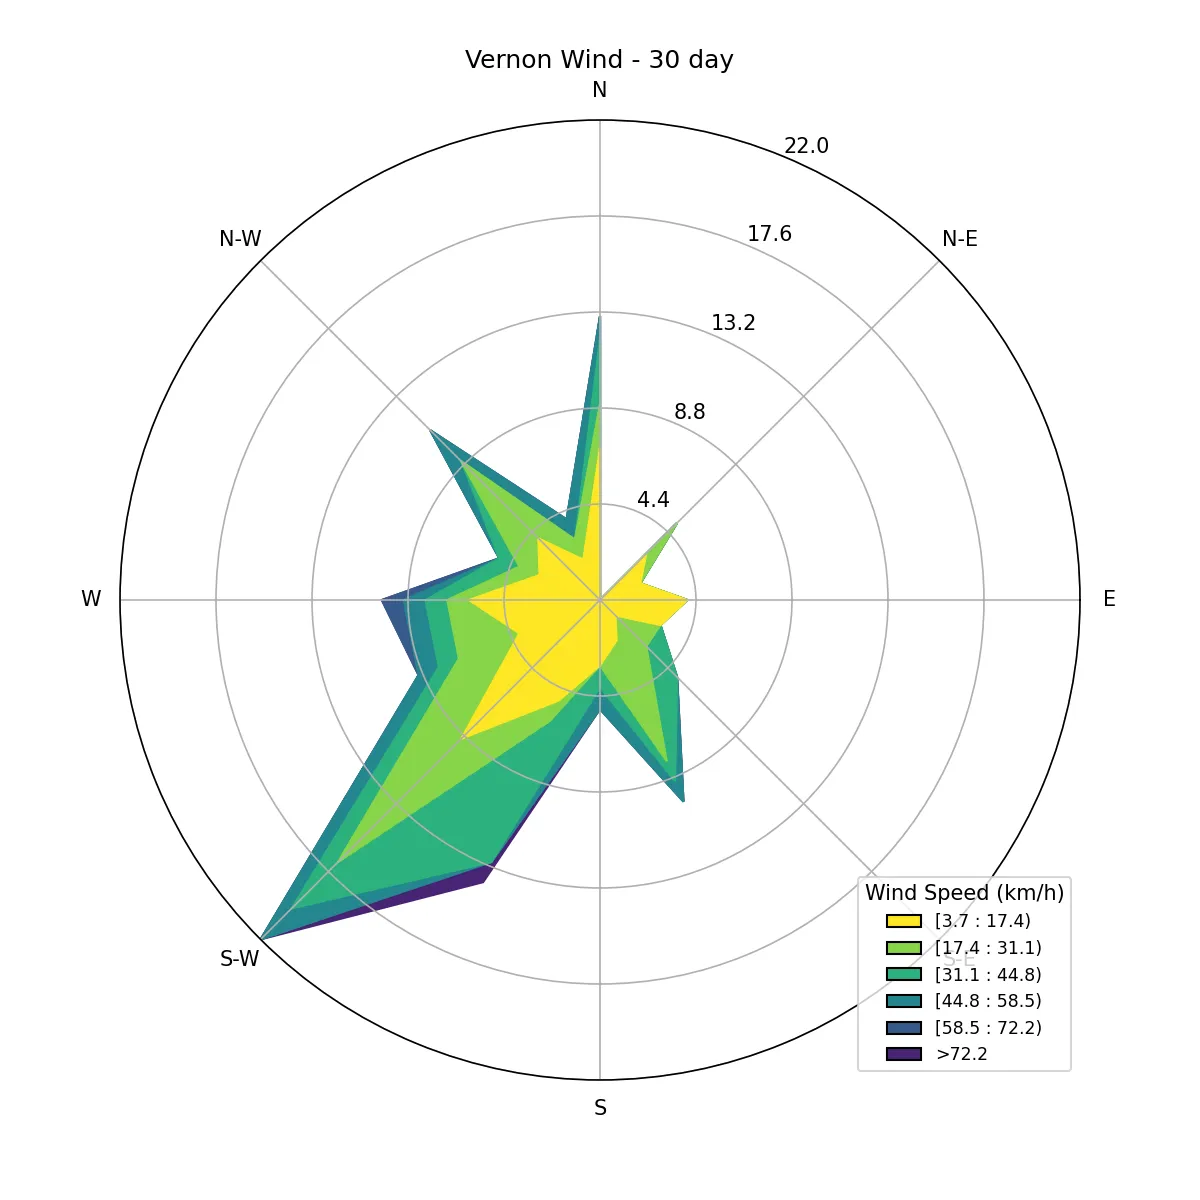 Vernon Wind - 30 day
N
22.0
17.6
N-W
N-E
13.2
8.8
4.4
W
E
Wind Speed (km/h)
[3.7 : 17.4)
[17.4 : 31.1)
S-W
S-E
[31.1 : 44.8)
[44.8 : 58.5)
[58.5 : 72.2)
>72.2
S